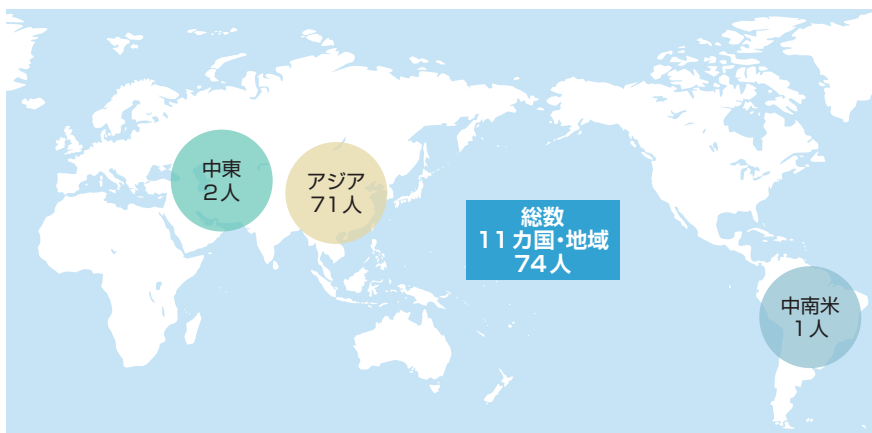 中東
2人
アジア
71人
総数
11カ国・地域
74人
中南米
1人